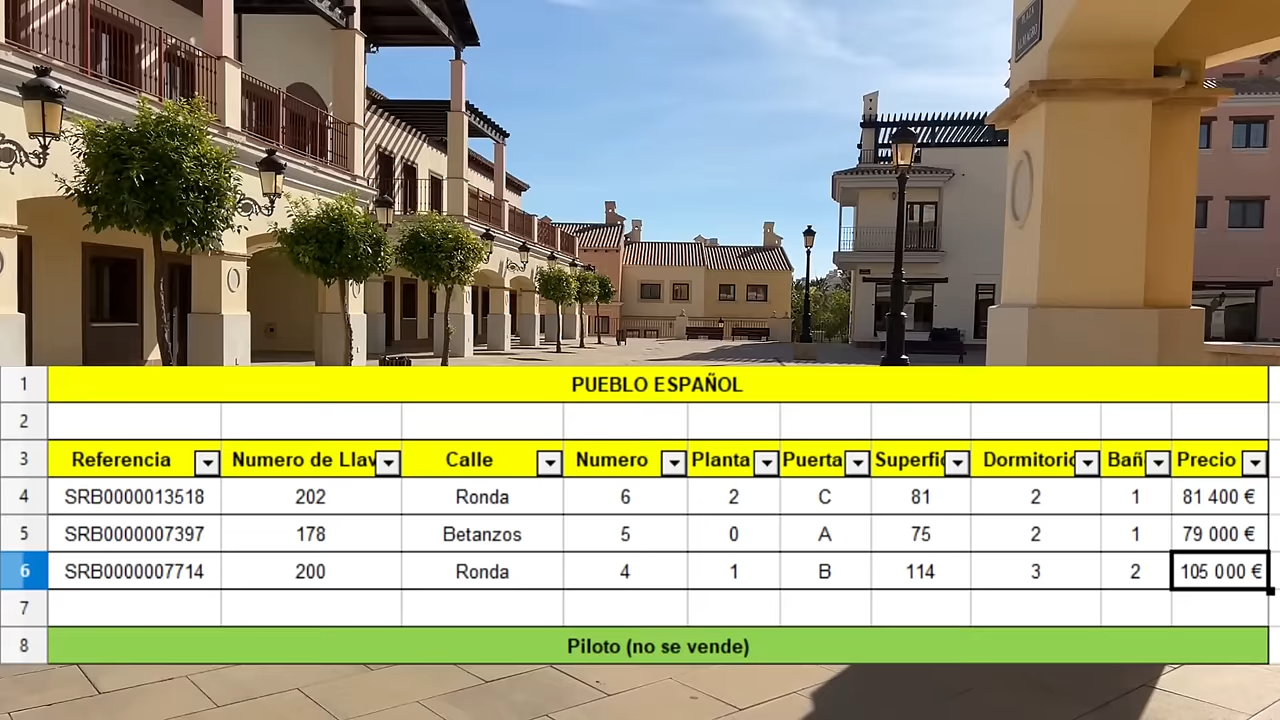 1 PUEBLO ESPAÑOL
2
3 Referencia Numero de Llav Calle Numero Planta Puerta Superfic Dormitoric Bañ Precio
4 SRB0000013518 202 Ronda 6 2 C 81 2 1 81 400 €
5 SRB0000007397 178 Betanzos 5 0 A 75 2 1 79 000 €
6 SRB0000007714 200 Ronda 4 1 B 114 3 2 105 000 €
7
8 Piloto (no se vende)